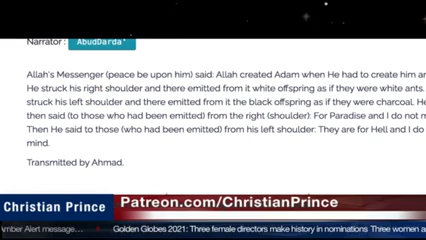 Narrator : AbudDarda'
Allah's Messenger (peace be upon him) said: Allah created Adam when He had to create him an
He struck his right shoulder and there emitted from it white offspring as if they were white ants.
struck his left shoulder and there emitted from it the black offspring as if they were charcoal. He
then said (to those who had been emitted) from the right (shoulder): For Paradise and I do not m
Then He said to those (who had been emitted) from his left shoulder: They are for Hell and I do
mind.
Transmitted by Ahmad.
Christian Prince
Patreon.com/ChristianPrince
Amber Alert message...
Golden Globes 2021: Three female directors make history in nominations Three women a